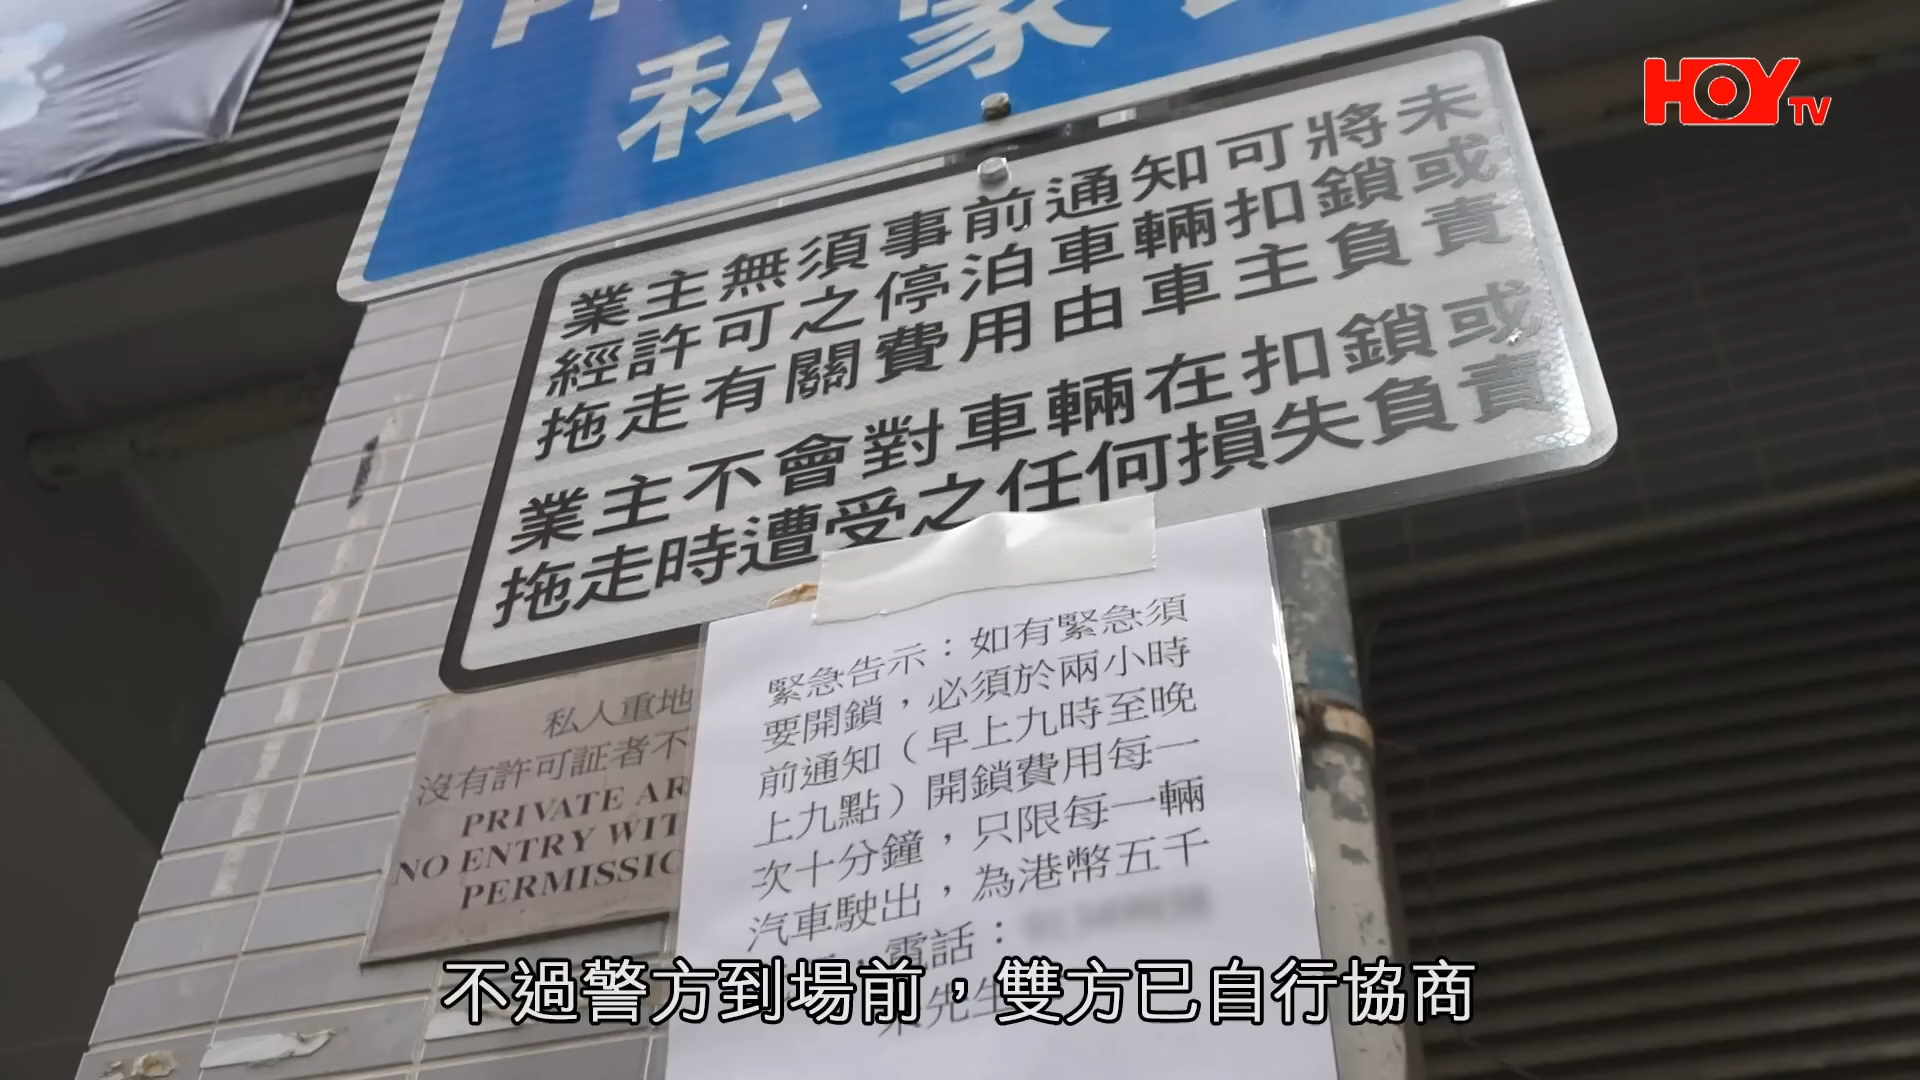 私家
HOY TV
業主無須事前通知可將未
經許可之停泊車輛扣鎖或
拖走有關費用由車主負責
業主不會對車輛在扣鎖或
拖走時遭受之任何損失負責
私人重地
沒有許可証者不
PRIVATE AR
NO ENTRY WIT
PERMISSIO
緊急告示：如有緊急須
要開鎖，必須於兩小時
前通知（早上九時至晚
上九點）開鎖費用每一
次十分鐘，只限每一輛
汽車駛出，為港幣五千
，電話：
先生
不過警方到場前，雙方已自行協商